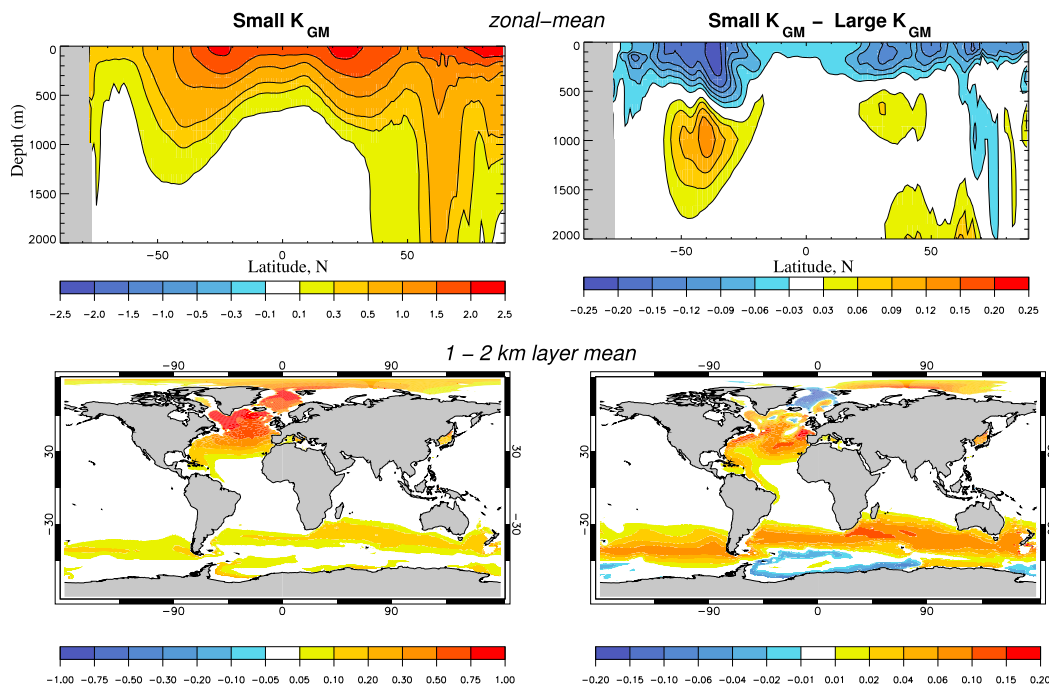 Small K GM
zonal-mean
Small K GM - Large K GM
0
500
1000
1500
2000
Depth (m)
-50
0
50
Latitude, N
0
500
1000
1500
2000
-50
0
50
Latitude, N
-2.5 -2.0 -1.5 -1.0 -0.5 -0.3 -0.1 0.1 0.3 0.5 1.0 1.5 2.0 2.5
-0.25 -0.20 -0.15 -0.12 -0.09 -0.06 -0.03 0.03 0.06 0.09 0.12 0.15 0.20 0.25
1 - 2 km layer mean
-90 0 90
30
-30
30
-30
-90 0 90
-90 0 90
30
-30
30
-30
-90 0 90
-1.00 -0.75 -0.50 -0.30 -0.20 -0.10 -0.05 0.05 0.10 0.20 0.30 0.50 0.75 1.00
-0.20 -0.15 -0.10 -0.06 -0.04 -0.02 -0.01 0.01 0.02 0.04 0.06 0.10 0.15 0.20